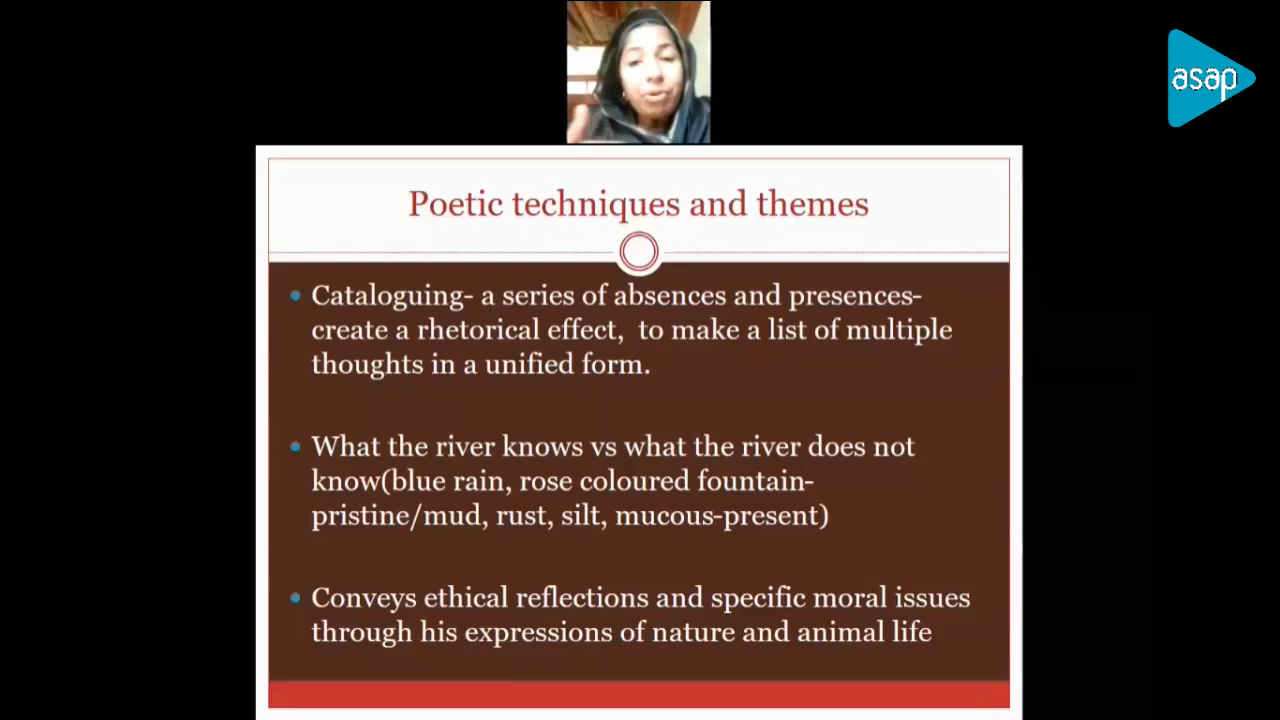 asap
Poetic techniques and themes
Cataloguing- a series of absences and presences-
create a rhetorical effect,  to make a list of multiple
thoughts in a unified form.
What the river knows vs what the river does not
know(blue rain, rose coloured fountain-
pristine/mud, rust, silt, mucous-present)
Conveys ethical reflections and specific moral issues
through his expressions of nature and animal life